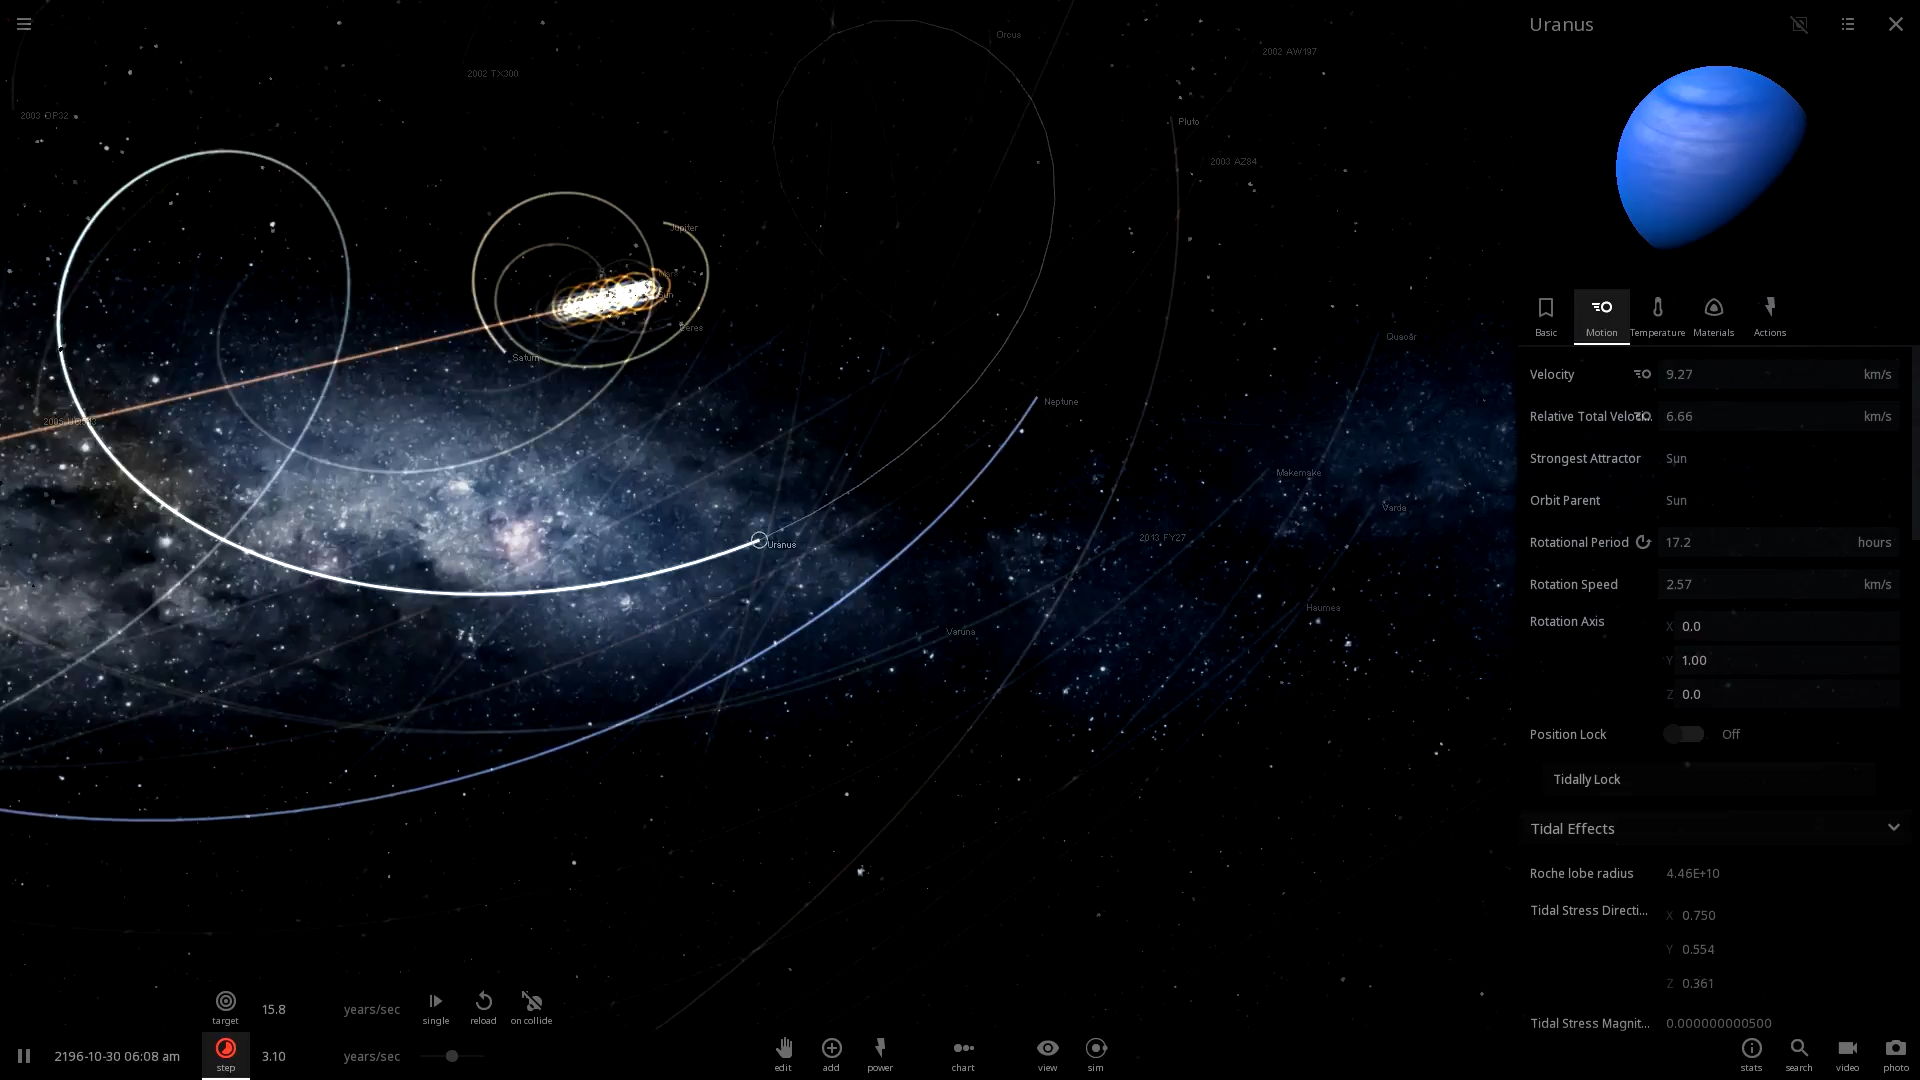 Uranus
Orcus
2002 AW197
2002 TX300
2003 OP32
Pluto
2003 AZ84
Jupiter
Mars
Sun
Ceres
Saturn
Quaoar
Neptune
Makemake
Varda
2013 FY27
Uranus
Haumea
Varuna
Basic
Motion
Temperature
Materials
Actions
Velocity 9.27 km/s
Relative Total Veloc... 6.66 km/s
Strongest Attractor Sun
Orbit Parent Sun
Rotational Period 17.2 hours
Rotation Speed 2.57 km/s
Rotation Axis X 0.0
Y 1.00
Z 0.0
Position Lock Off
Tidally Lock
Tidal Effects
Roche lobe radius 4.46E+10
Tidal Stress Directi... X 0.750
Y 0.554
Z 0.361
Tidal Stress Magnit... 0.000000000500
target 15.8 years/sec
single
reload
on collide
2196-10-30 06:08 am
step 3.10 years/sec
edit
add
power
chart
view
sim
stats
search
video
photo